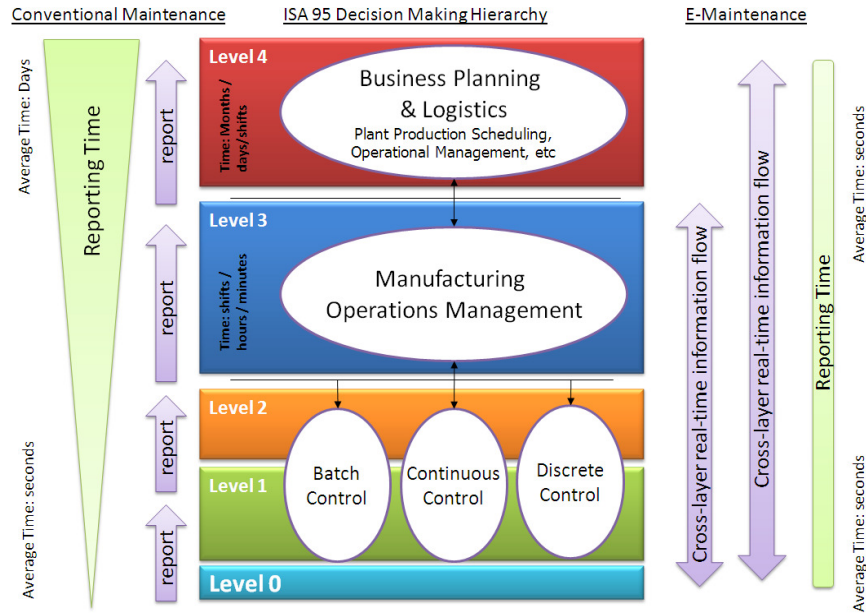 Conventional Maintenance
ISA 95 Decision Making Hierarchy
E-Maintenance
Average Time: Days
Average Time: seconds
Reporting Time
report
report
report
report
Level 4
Time: Months /
days/shifts
Business Planning
& Logistics
Plant Production Scheduling,
Operational Management, etc
Level 3
Time: shifts /
hours / minutes
Manufacturing
Operations Management
Level 2
Level 1
Batch
Control
Continuous
Control
Discrete
Control
Level 0
Cross-layer real-time information flow
Cross-layer real-time information flow
Reporting Time
Average Time: seconds
Average Time: seconds